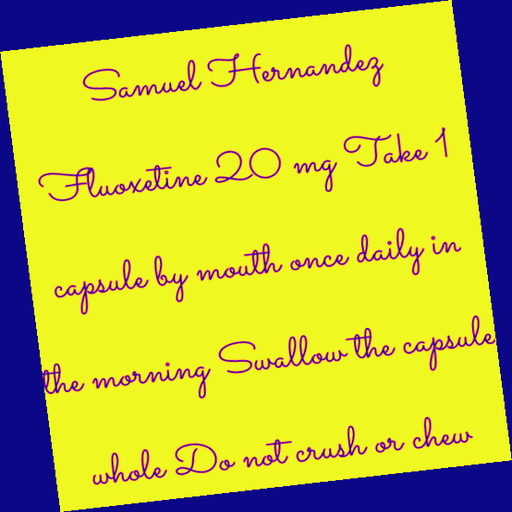 Samuel Hernandez
Fluoxetine 20 mg Take 1
capsule by mouth once daily in
the morning Swallow the capsule
whole Do not crush or chew